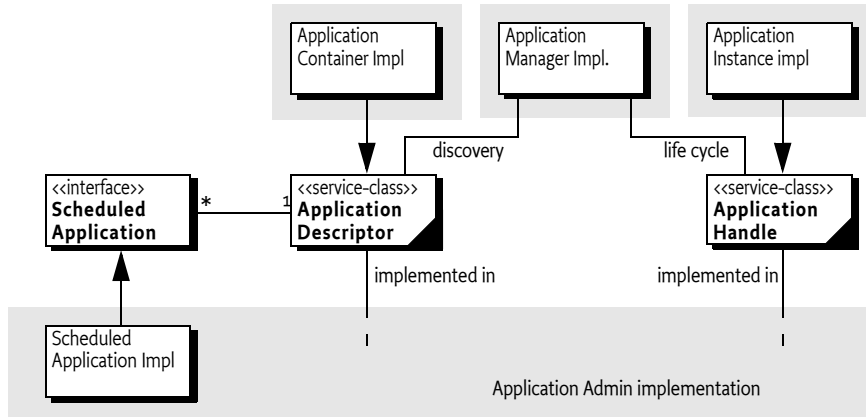 Application
Container Impl
Application
Manager Impl.
Application
Instance impl
discovery
life cycle
<<interface>>
Scheduled
Application
*
1
<<service-class>>
Application
Descriptor
<<service-class>>
Application
Handle
implemented in
implemented in
Scheduled
Application Impl
Application Admin implementation